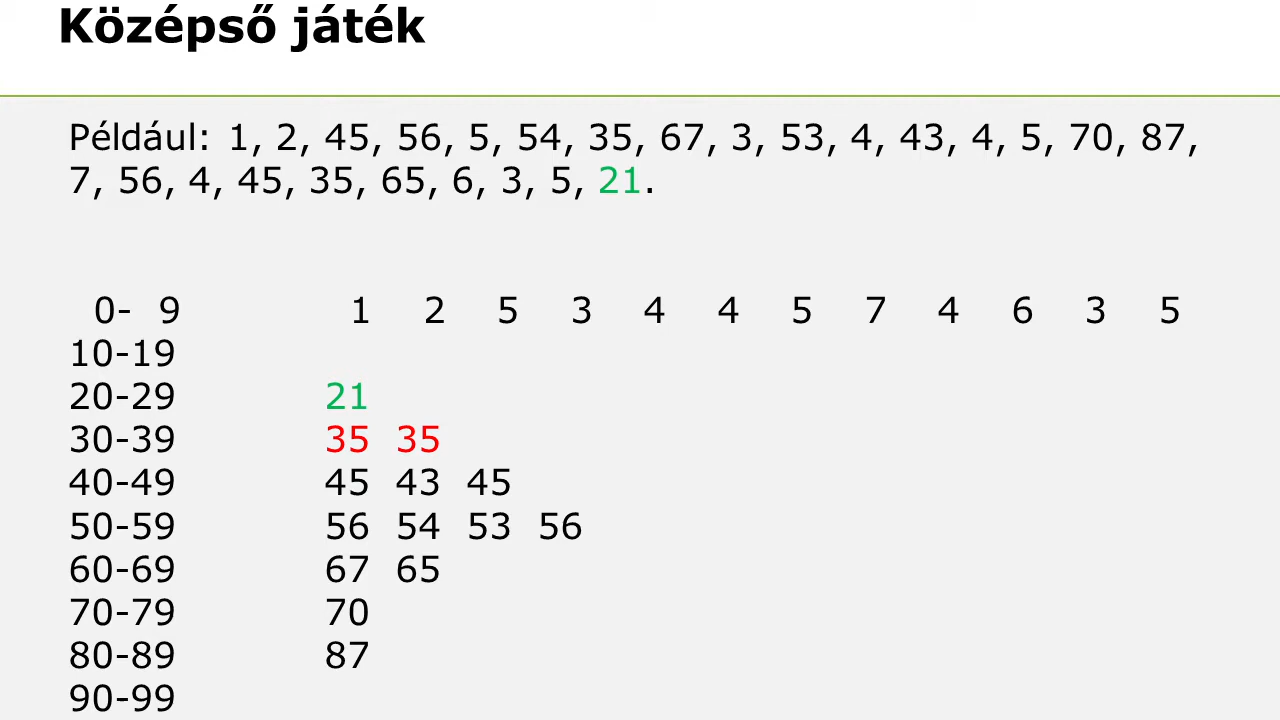 Középső játék
Például: 1, 2, 45, 56, 5, 54, 35, 67, 3, 53, 4, 43, 4, 5, 70, 87,
7, 56, 4, 45, 35, 65, 6, 3, 5, 21.
0- 9 1 2 5 3 4 4 5 7 4 6 3 5
10-19
20-29 21
30-39 35 35
40-49 45 43 45
50-59 56 54 53 56
60-69 67 65
70-79 70
80-89 87
90-99